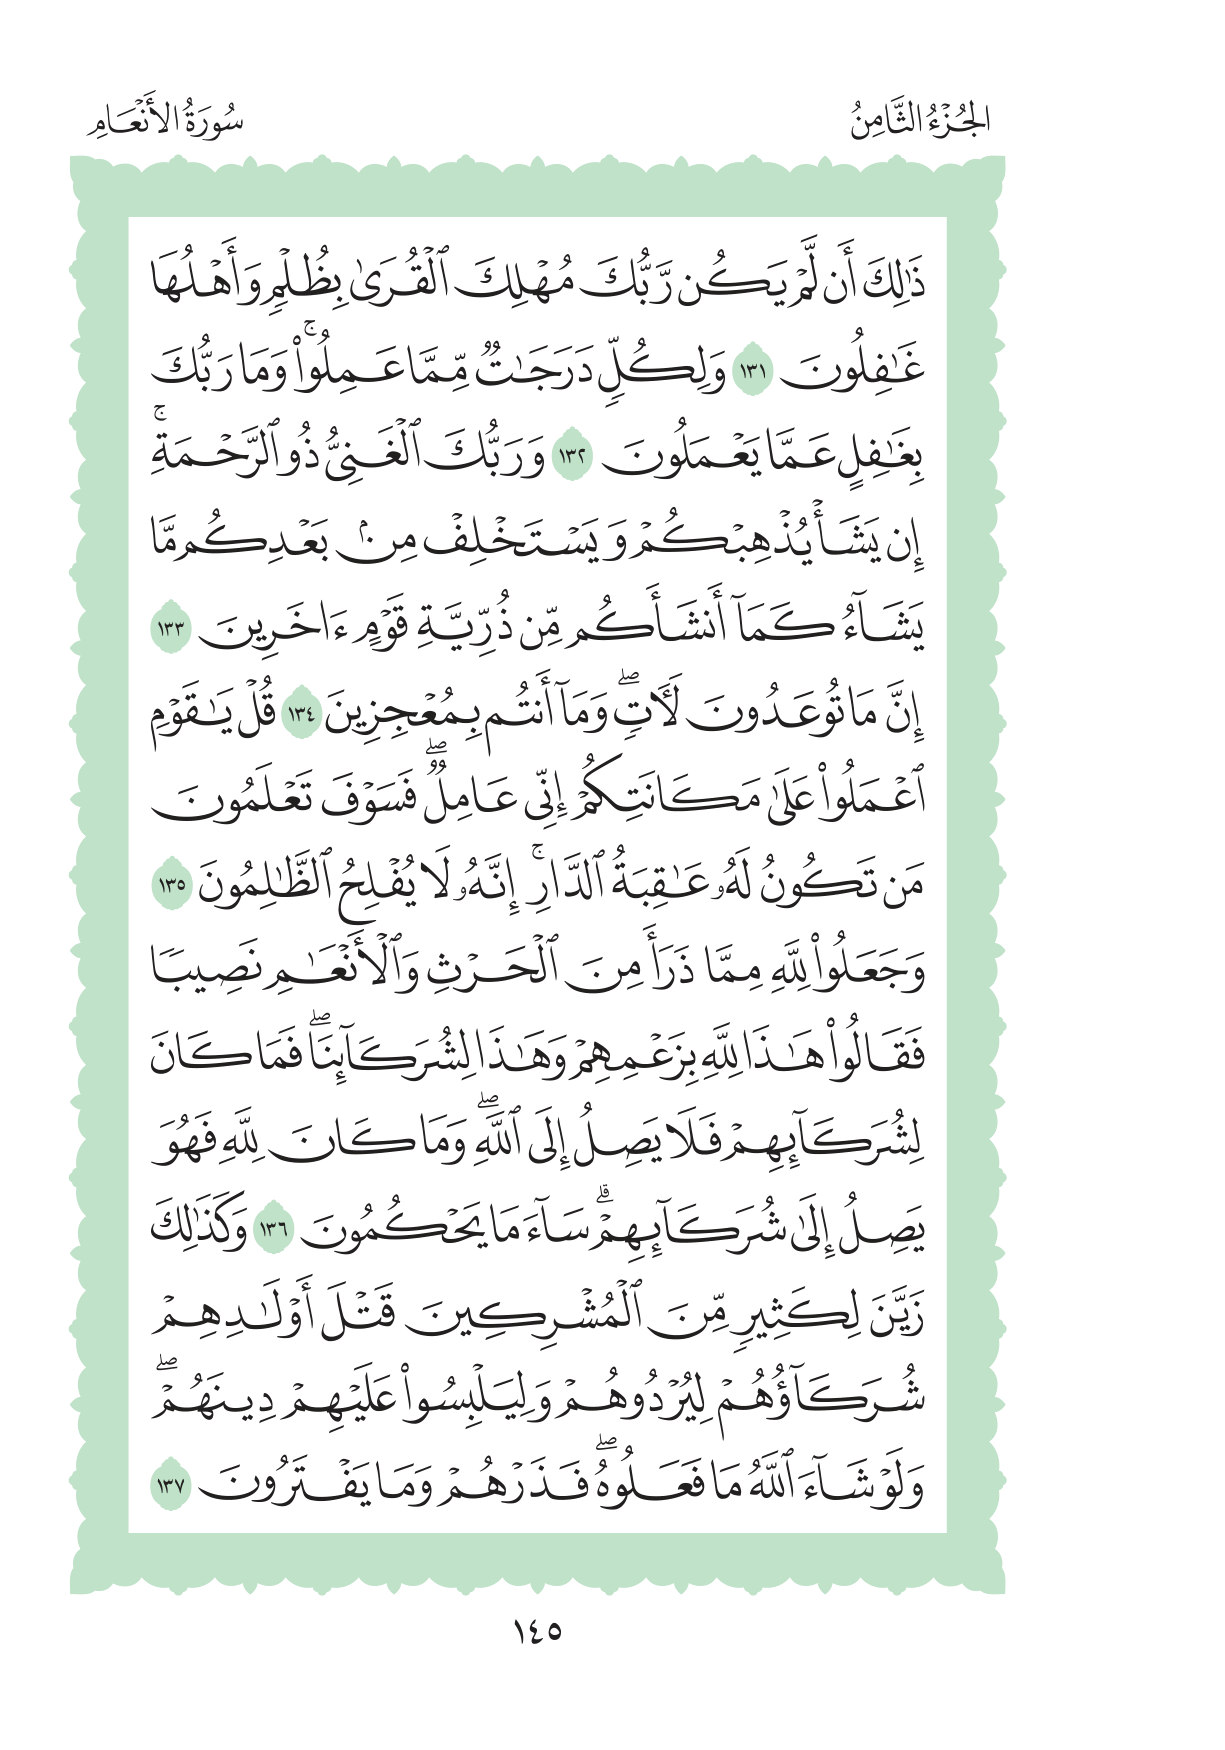 الجُزْءُ الثَّامِنُ
سُورَةُ الأَنْعَامِ
ذَٰلِكَ أَن لَّمْ يَكُن رَّبُّكَ مُهْلِكَ ٱلْقُرَىٰ بِظُلْمٍ وَأَهْلُهَا
غَٰفِلُونَ ١٣١ وَلِكُلٍّ دَرَجَٰتٌ مِّمَّا عَمِلُوا۟ ۚ وَمَا رَبُّكَ
بِغَٰفِلٍ عَمَّا يَعْمَلُونَ ١٣٢ وَرَبُّكَ ٱلْغَنِىُّ ذُو ٱلرَّحْمَةِ ۚ
إِن يَشَأْ يُذْهِبْكُمْ وَيَسْتَخْلِفْ مِنۢ بَعْدِكُم مَّا
يَشَآءُ كَمَآ أَنشَأَكُم مِّن ذُرِّيَّةِ قَوْمٍ ءَاخَرِينَ ١٣٣
إِنَّ مَا تُوعَدُونَ لَءَاتٍ ۖ وَمَآ أَنتُم بِمُعْجِزِينَ ١٣٤ قُلْ يَٰقَوْمِ
ٱعْمَلُوا۟ عَلَىٰ مَكَانَتِكُمْ إِنِّى عَامِلٌ ۖ فَسَوْفَ تَعْلَمُونَ
مَن تَكُونُ لَهُۥ عَٰقِبَةُ ٱلدَّارِ ۚ إِنَّهُۥ لَا يُفْلِحُ ٱلظَّٰلِمُونَ ١٣٥
وَجَعَلُوا۟ لِلَّهِ مِمَّا ذَرَأَ مِنَ ٱلْحَرْثِ وَٱلْأَنْعَٰمِ نَصِيبًا
فَقَالُوا۟ هَٰذَا لِلَّهِ بِزَعْمِهِمْ وَهَٰذَا لِشُرَكَآئِنَا ۖ فَمَا كَانَ
لِشُرَكَآئِهِمْ فَلَا يَصِلُ إِلَى ٱللَّهِ ۖ وَمَا كَانَ لِلَّهِ فَهُوَ
يَصِلُ إِلَىٰ شُرَكَآئِهِمْ ۗ سَآءَ مَا يَحْكُمُونَ ١٣٦ وَكَذَٰلِكَ
زَيَّنَ لِكَثِيرٍ مِّنَ ٱلْمُشْرِكِينَ قَتْلَ أَوْلَٰدِهِمْ
شُرَكَآؤُهُمْ لِيُرْدُوهُمْ وَلِيَلْبِسُوا۟ عَلَيْهِمْ دِينَهُمْ ۖ
وَلَوْ شَآءَ ٱللَّهُ مَا فَعَلُوهُ ۖ فَذَرْهُمْ وَمَا يَفْتَرُونَ ١٣٧
١٤٥